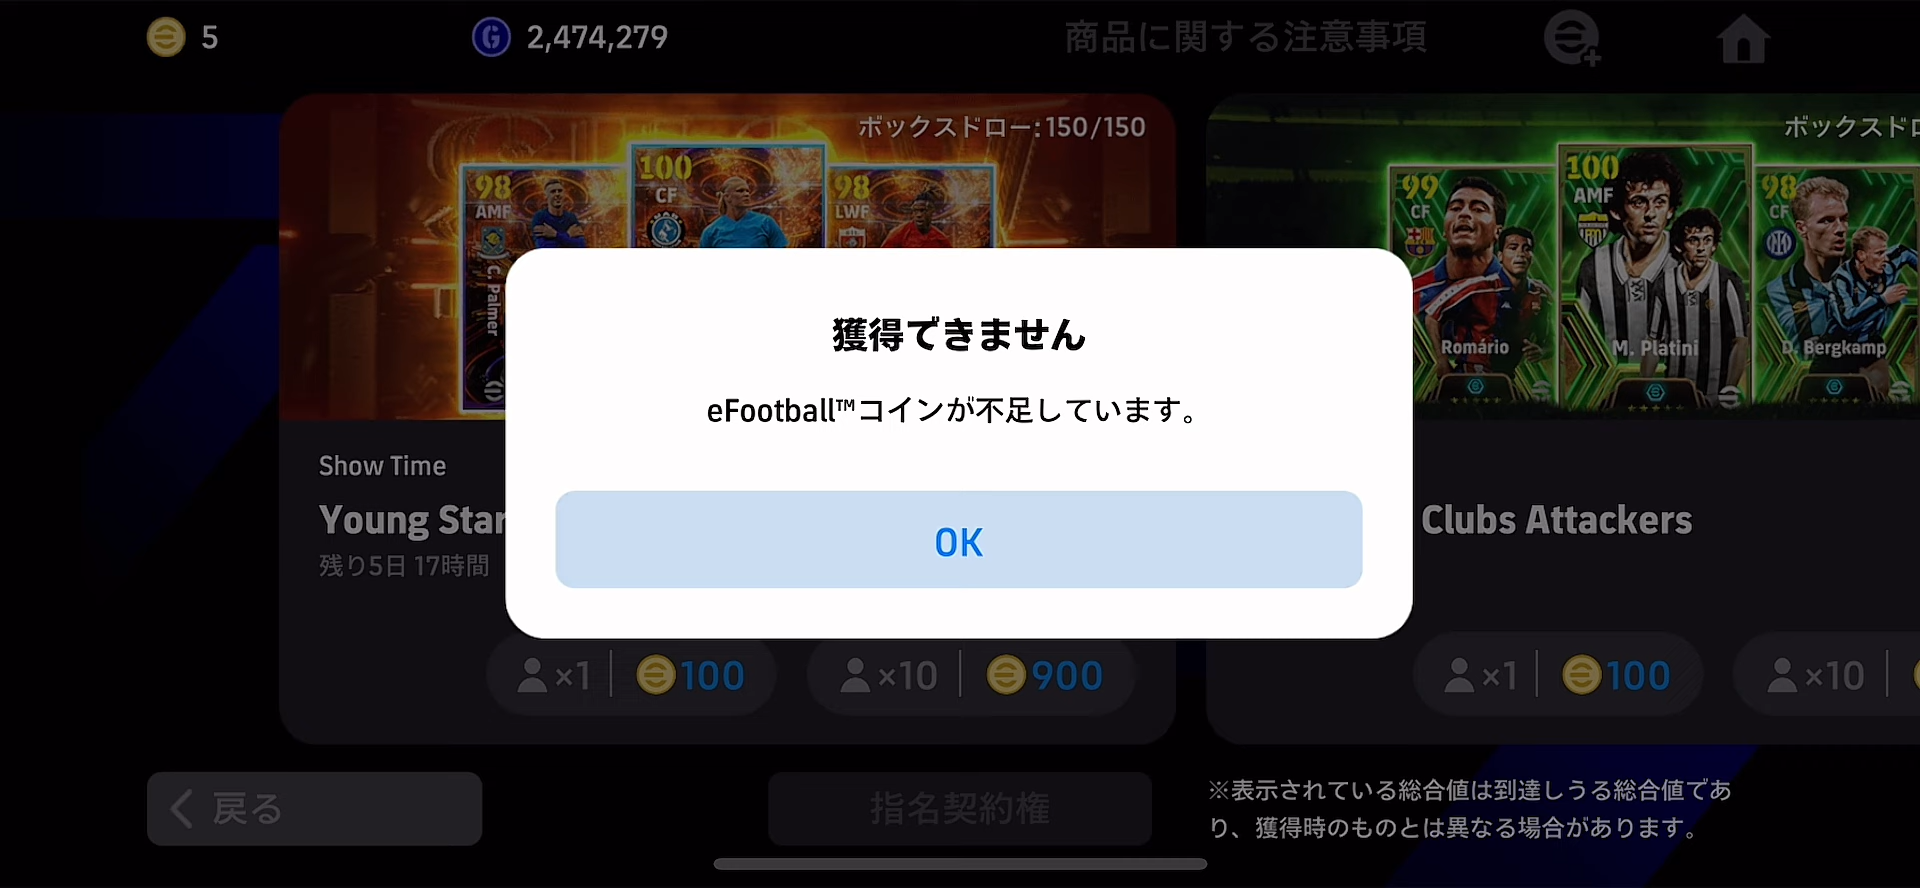 5
2,474,279
商品に関する注意事項
ボックスドロー:150/150
98
AMF
C. Palmer
100
CF
98
LWF
ボックスドロ
99
CF
Romário
100
AMF
M. Platini
98
CF
D. Bergkamp
獲得できません
eFootball™コインが不足しています。
OK
Show Time
Young Star
残り5日 17時間
Clubs Attackers
×1 100
×10 900
×1 100
×10
戻る
指名契約権
※表示されている総合値は到達しうる総合値であ
り、獲得時のものとは異なる場合があります。